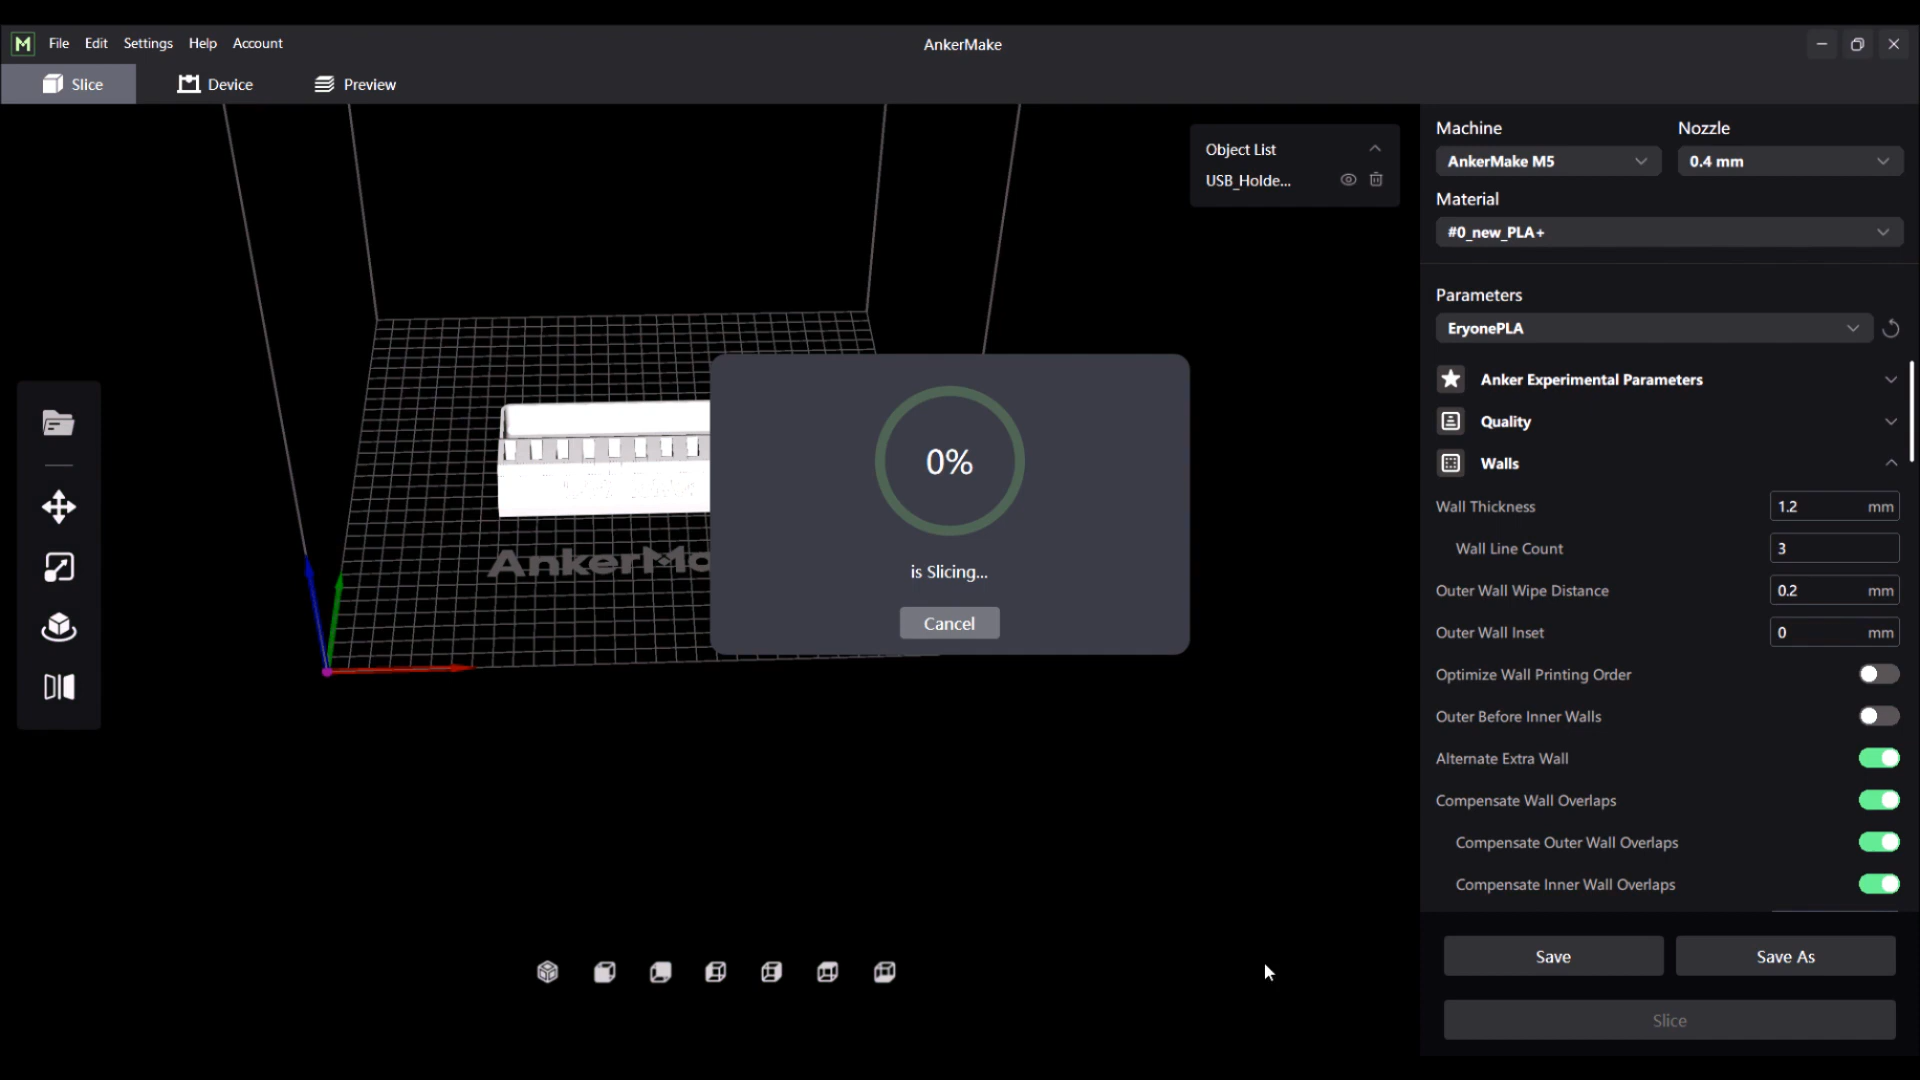 M File Edit Settings Help Account
AnkerMake
Slice Device Preview
Object List
USB_Holde...
Machine
Nozzle
AnkerMake M5
0.4 mm
Material
#0_new_PLA+
Parameters
EryonePLA
Anker Experimental Parameters
Quality
Walls
Wall Thickness 1.2 mm
Wall Line Count 3
Outer Wall Wipe Distance 0.2 mm
Outer Wall Inset 0 mm
Optimize Wall Printing Order
Outer Before Inner Walls
Alternate Extra Wall
Compensate Wall Overlaps
Compensate Outer Wall Overlaps
Compensate Inner Wall Overlaps
Save
Save As
Slice
0%
is Slicing...
Cancel